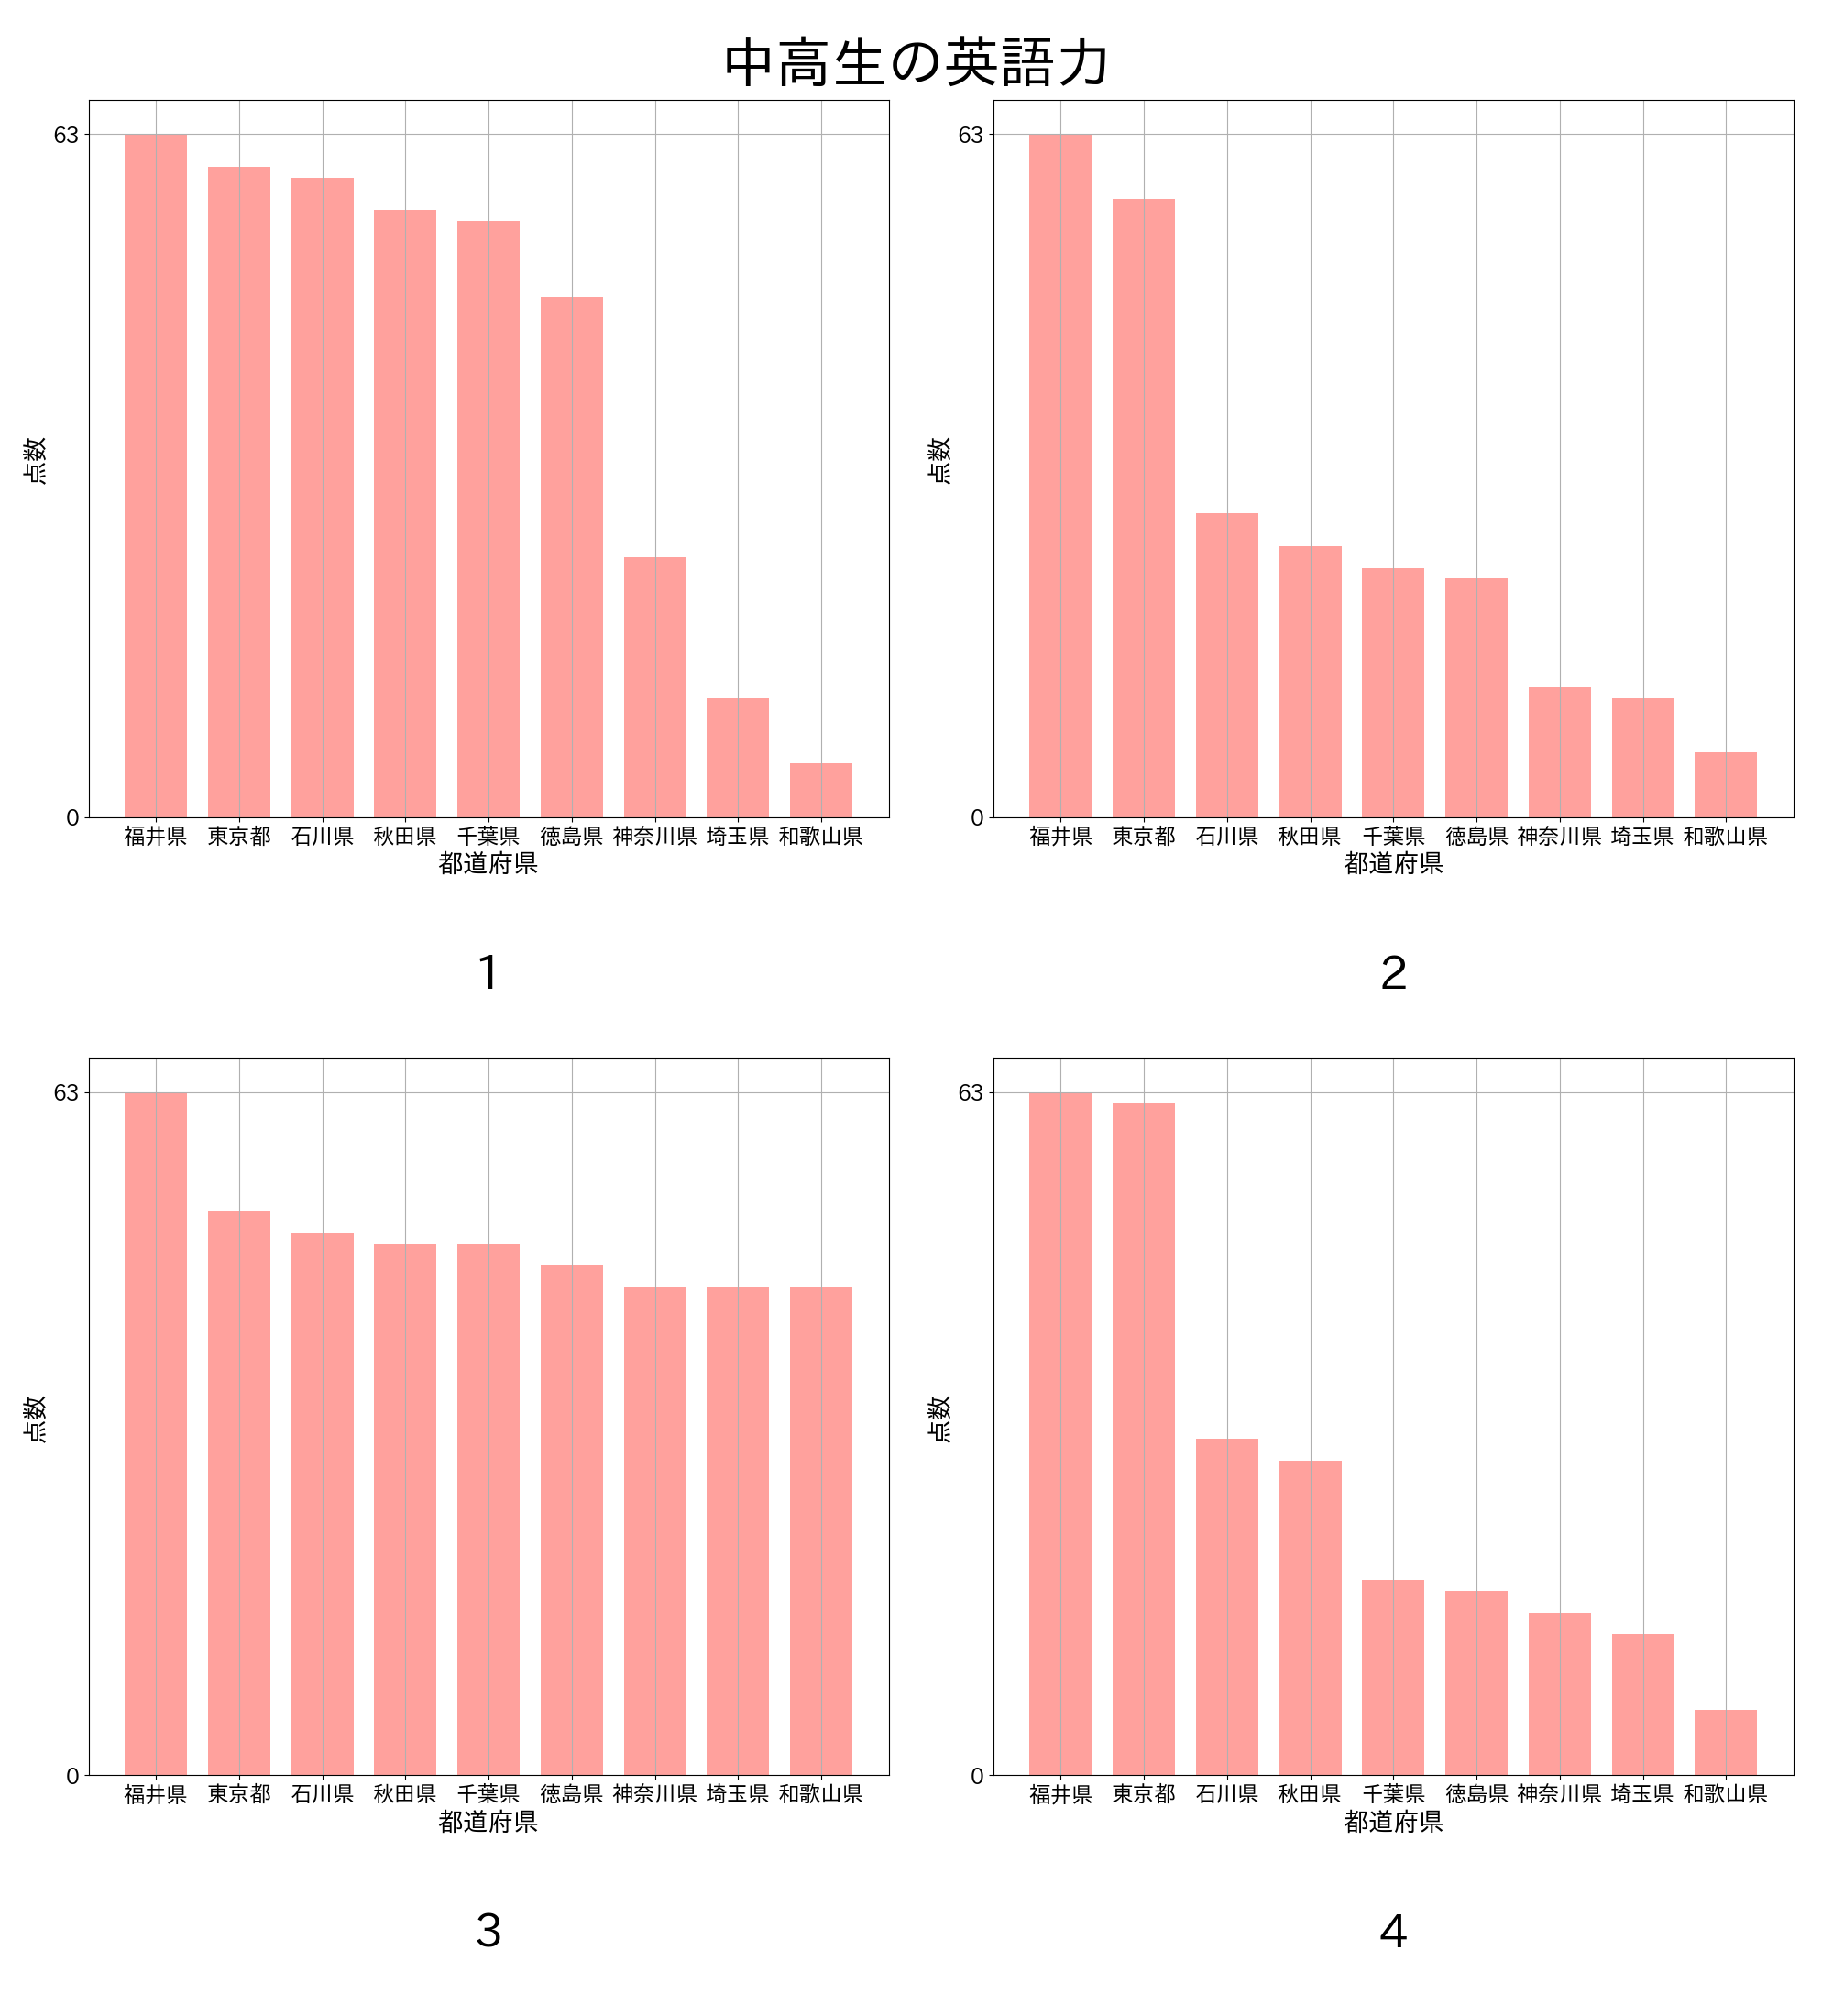 中高生の英語力
63
0
点数
福井県 東京都 石川県 秋田県 千葉県 徳島県 神奈川県 埼玉県 和歌山県
都道府県
1
63
0
点数
福井県 東京都 石川県 秋田県 千葉県 徳島県 神奈川県 埼玉県 和歌山県
都道府県
2
63
0
点数
福井県 東京都 石川県 秋田県 千葉県 徳島県 神奈川県 埼玉県 和歌山県
都道府県
3
63
0
点数
福井県 東京都 石川県 秋田県 千葉県 徳島県 神奈川県 埼玉県 和歌山県
都道府県
4